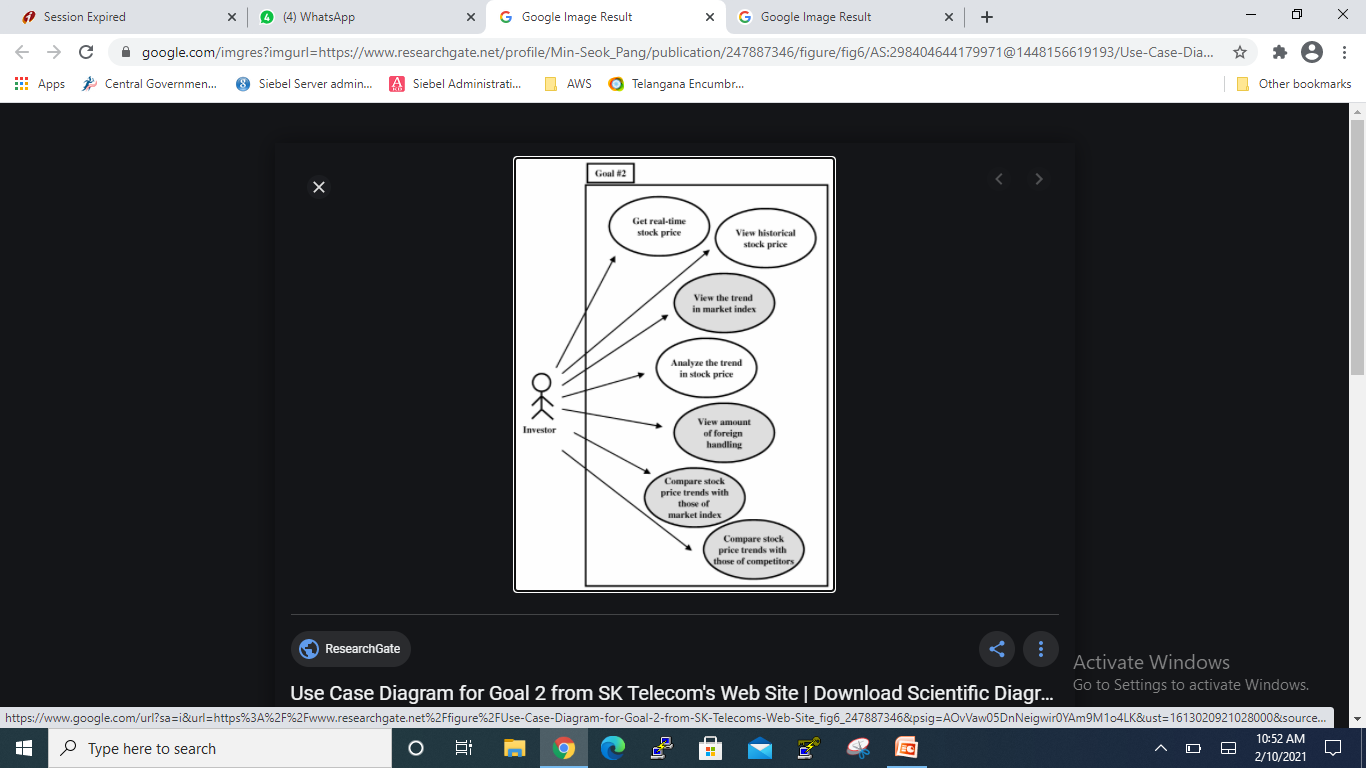 Session Expired
(4) WhatsApp
Google Image Result
Google Image Result
google.com/imgres?imgurl=https://www.researchgate.net/profile/Min-Seok_Pang/publication/247887346/figure/fig6/AS:298404644179971@1448156619193/Use-Case-Dia...
Apps
Central Governmen...
Siebel Server admin...
Siebel Administrati...
AWS
Telangana Encumbr...
Other bookmarks
Goal #2
Get real-time
stock price
View historical
stock price
View the trend
in market index
Analyze the trend
in stock price
View amount
of foreign
handling
Investor
Compare stock
price trends with
those of
market index
Compare stock
price trends with
those of competitors
ResearchGate
Activate Windows
Go to Settings to activate Windows.
Use Case Diagram for Goal 2 from SK Telecom's Web Site | Download Scientific Diagr...
https://www.google.com/url?sa=i&url=https%3A%2F%2Fwww.researchgate.net%2Ffigure%2FUse-Case-Diagram-for-Goal-2-from-SK-Telecoms-Web-Site_fig6_247887346&psig=AOvVaw05DnNeigwir0YAm9M1o4LK&ust=1613020921028000&source...
Type here to search
10:52 AM
2/10/2021